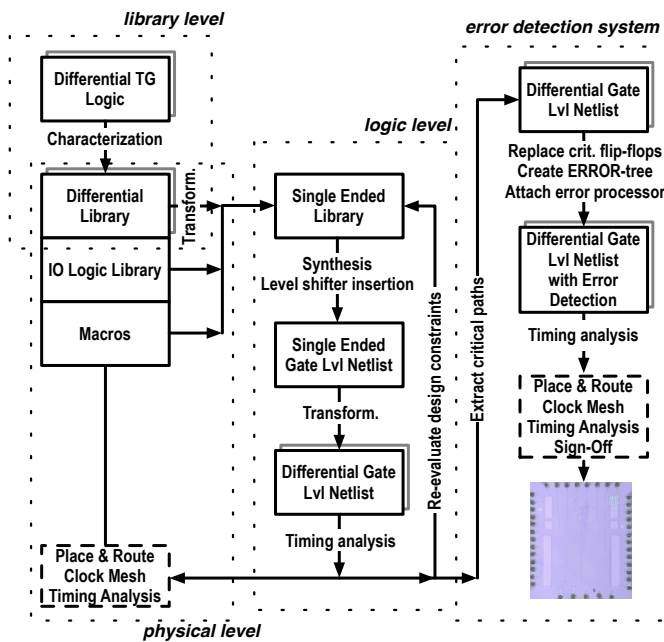 library level
Differential TG
Logic
Characterization
Differential
Library
Transform.
IO Logic Library
Macros
Place & Route
Clock Mesh
Timing Analysis
physical level
logic level
Single Ended
Library
Synthesis
Level shifter insertion
Single Ended
Gate Lvl Netlist
Transform.
Differential Gate
Lvl Netlist
Timing analysis
Re-evaluate design constraints
Extract critical paths
error detection system
Differential Gate
Lvl Netlist
Replace crit. flip-flops
Create ERROR-tree
Attach error processor
Differential Gate
Lvl Netlist
with Error
Detection
Timing analysis
Place & Route
Clock Mesh
Timing Analysis
Sign-Off